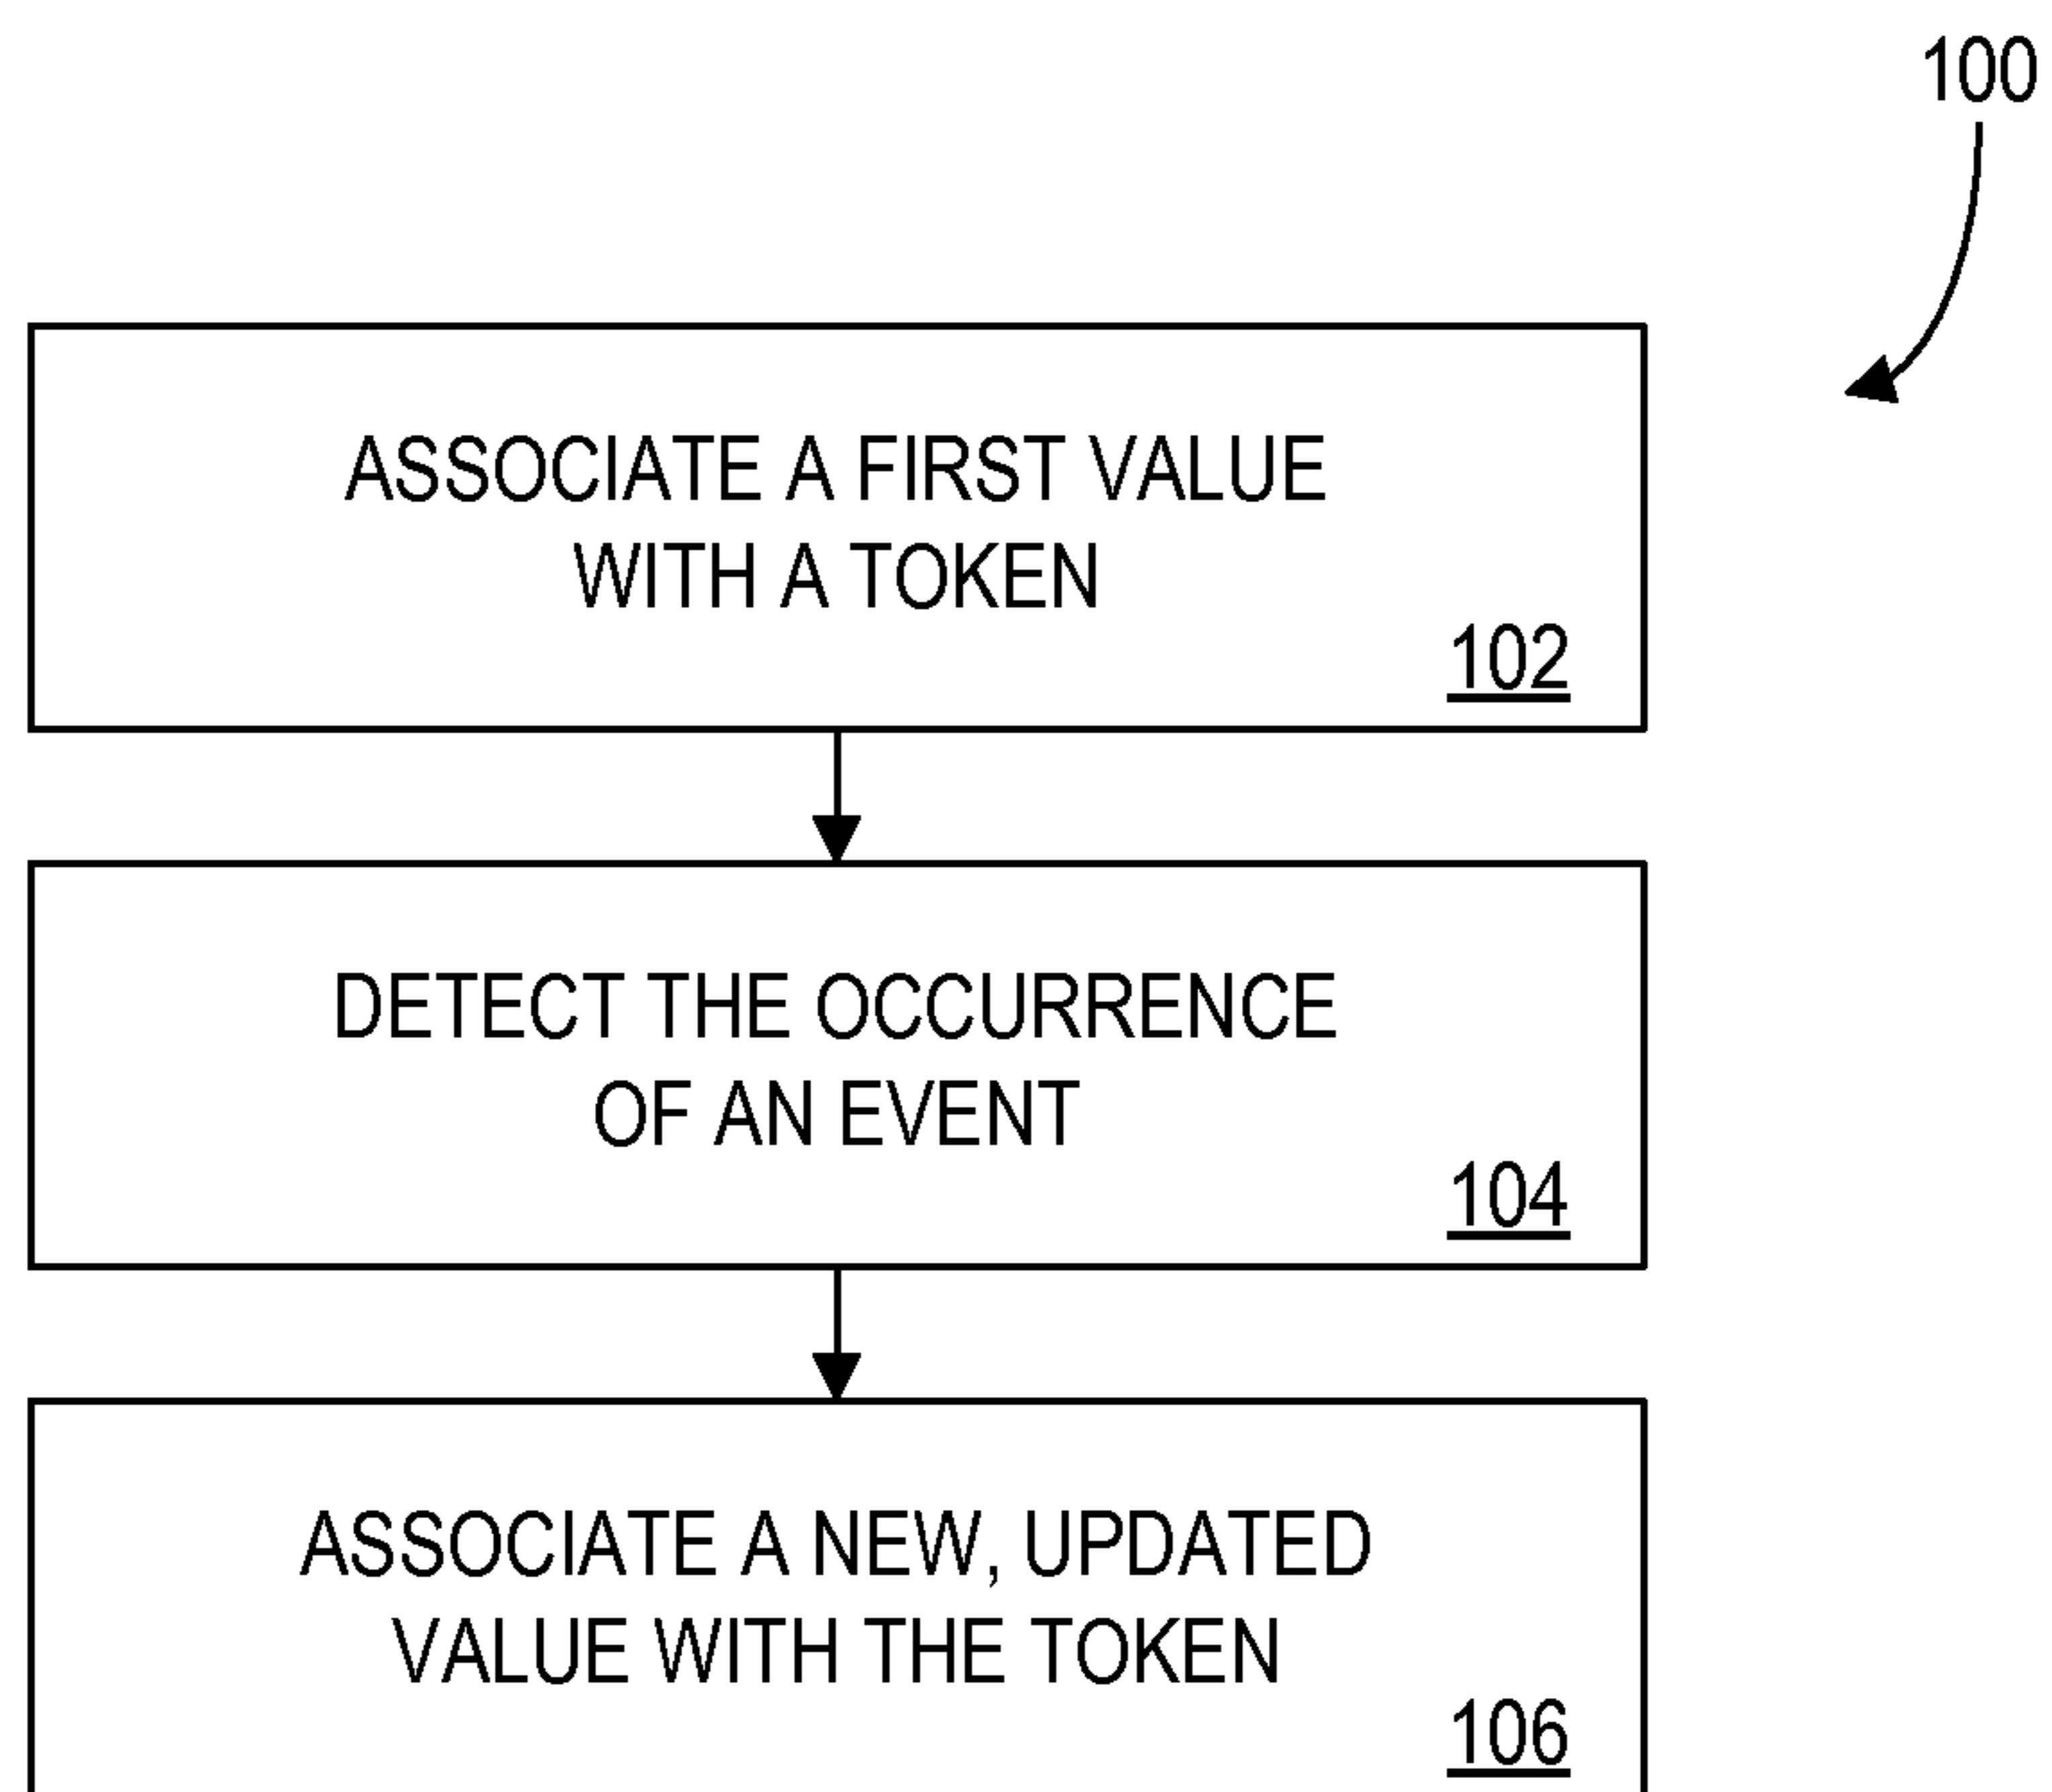 100
ASSOCIATE A FIRST VALUE
WITH A TOKEN
102
DETECT THE OCCURRENCE
OF AN EVENT
104
ASSOCIATE A NEW, UPDATED
VALUE WITH THE TOKEN
106